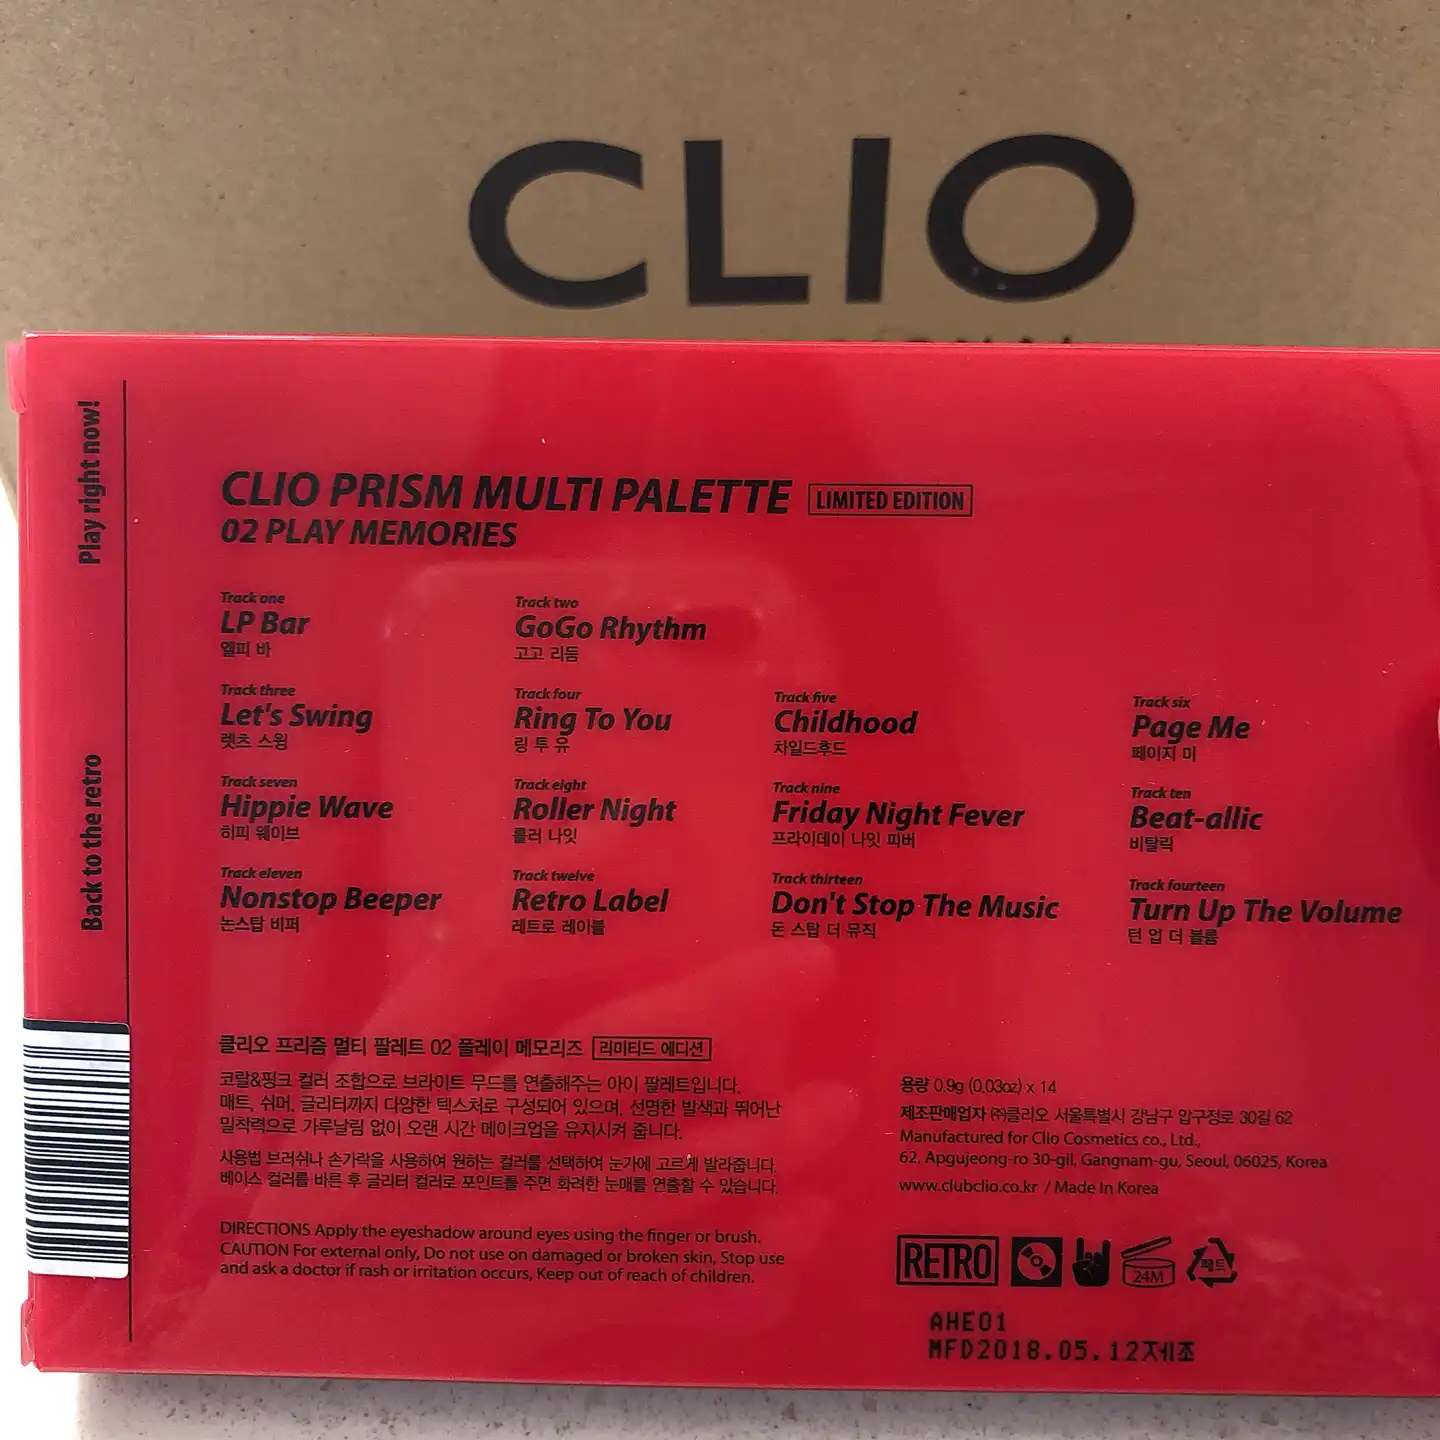 CLIO
Play right now!
Back to the retro
CLIO PRISM MULTI PALETTE LIMITED EDITION
02 PLAY MEMORIES
Track one
LP Bar
엘피 바
Track two
GoGo Rhythm
고고 리듬
Track three
Let's Swing
렛츠 스윙
Track four
Ring To You
링 투 유
Track five
Childhood
차일드후드
Track six
Page Me
페이지 미
Track seven
Hippie Wave
히피 웨이브
Track eight
Roller Night
롤러 나잇
Track nine
Friday Night Fever
프라이데이 나잇 피버
Track ten
Beat-allic
비탈릭
Track eleven
Nonstop Beeper
논스탑 비퍼
Track twelve
Retro Label
레트로 레이블
Track thirteen
Don't Stop The Music
돈 스탑 더 뮤직
Track fourteen
Turn Up The Volume
턴 업 더 볼륨
클리오 프리즘 멀티 팔레트 02 플레이 메모리즈 리미티드 에디션
코랄&핑크 컬러 조합으로 브라이트 무드를 연출해주는 아이 팔레트입니다.
매트, 쉬머, 글리터까지 다양한 텍스처로 구성되어 있으며, 선명한 발색과 뛰어난
밀착력으로 가루날림 없이 오랜 시간 메이크업을 유지시켜 줍니다.
사용법 브러쉬나 손가락을 사용하여 원하는 컬러를 선택하여 눈가에 고르게 발라줍니다.
베이스 컬러를 바른 후 글리터 컬러로 포인트를 주면 화려한 눈매를 연출할 수 있습니다.
DIRECTIONS Apply the eyeshadow around eyes using the finger or brush.
CAUTION For external only, Do not use on damaged or broken skin, Stop use
and ask a doctor if rash or irritation occurs, Keep out of reach of children.
용량 0.9g (0.03oz) x 14
제조판매업자 ㈜클리오 서울특별시 강남구 압구정로 30길 62
Manufactured for Clio Cosmetics co., Ltd.,
62, Apgujeong-ro 30-gil, Gangnam-gu, Seoul, 06025, Korea
www.clubclio.co.kr / Made In Korea
RETRO
24M
페트
AHE01
MFD2018.05.12제조